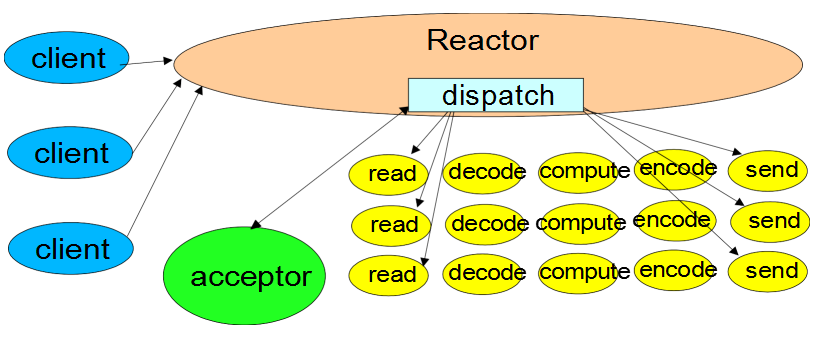 Reactor
client
dispatch
client
client
acceptor
read decode compute encode send
read decode compute encode send
read decode compute encode send